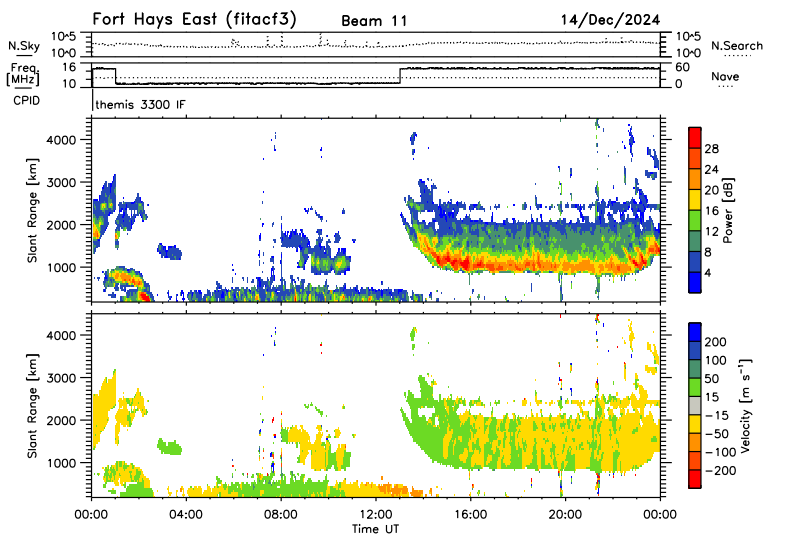 Fort Hays East (fitacf3) Beam 11 14/Dec/2024
N.Sky 10^5 10^0 10^5 10^0 N.Search
Freq. [MHz] 16 10 60 0 Nave
CPID themis 3300 IF
Slant Range [km] 4000 3000 2000 1000
Power [dB] 28 24 20 16 12 8 4
Slant Range [km] 4000 3000 2000 1000
Velocity [m s⁻¹] 200 100 50 15 −15 −50 −100 −200
00:00 04:00 08:00 12:00 16:00 20:00 00:00
Time UT